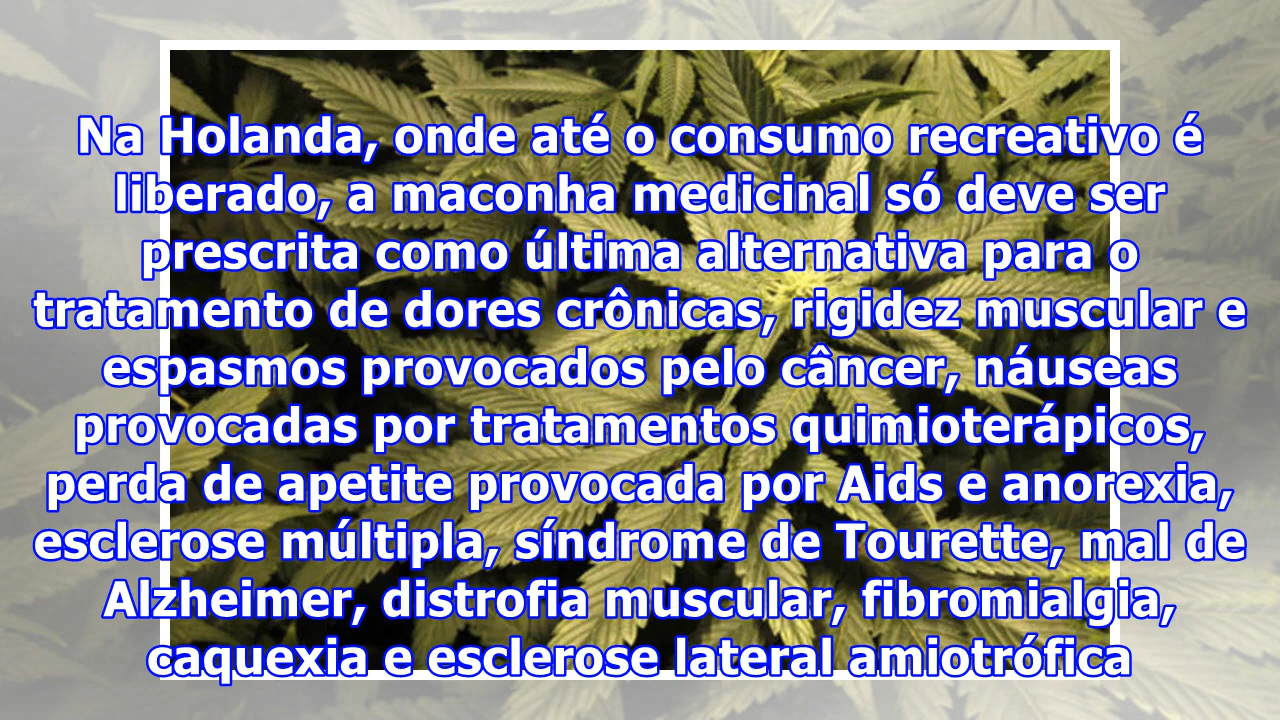 Na Holanda, onde até o consumo recreativo é
liberado, a maconha medicinal só deve ser
prescrita como última alternativa para o
tratamento de dores crônicas, rigidez muscular e
espasmos provocados pelo câncer, náuseas
provocadas por tratamentos quimioterápicos,
perda de apetite provocada por Aids e anorexia,
esclerose múltipla, síndrome de Tourette, mal de
Alzheimer, distrofia muscular, fibromialgia,
caquexia e esclerose lateral amiotrófica